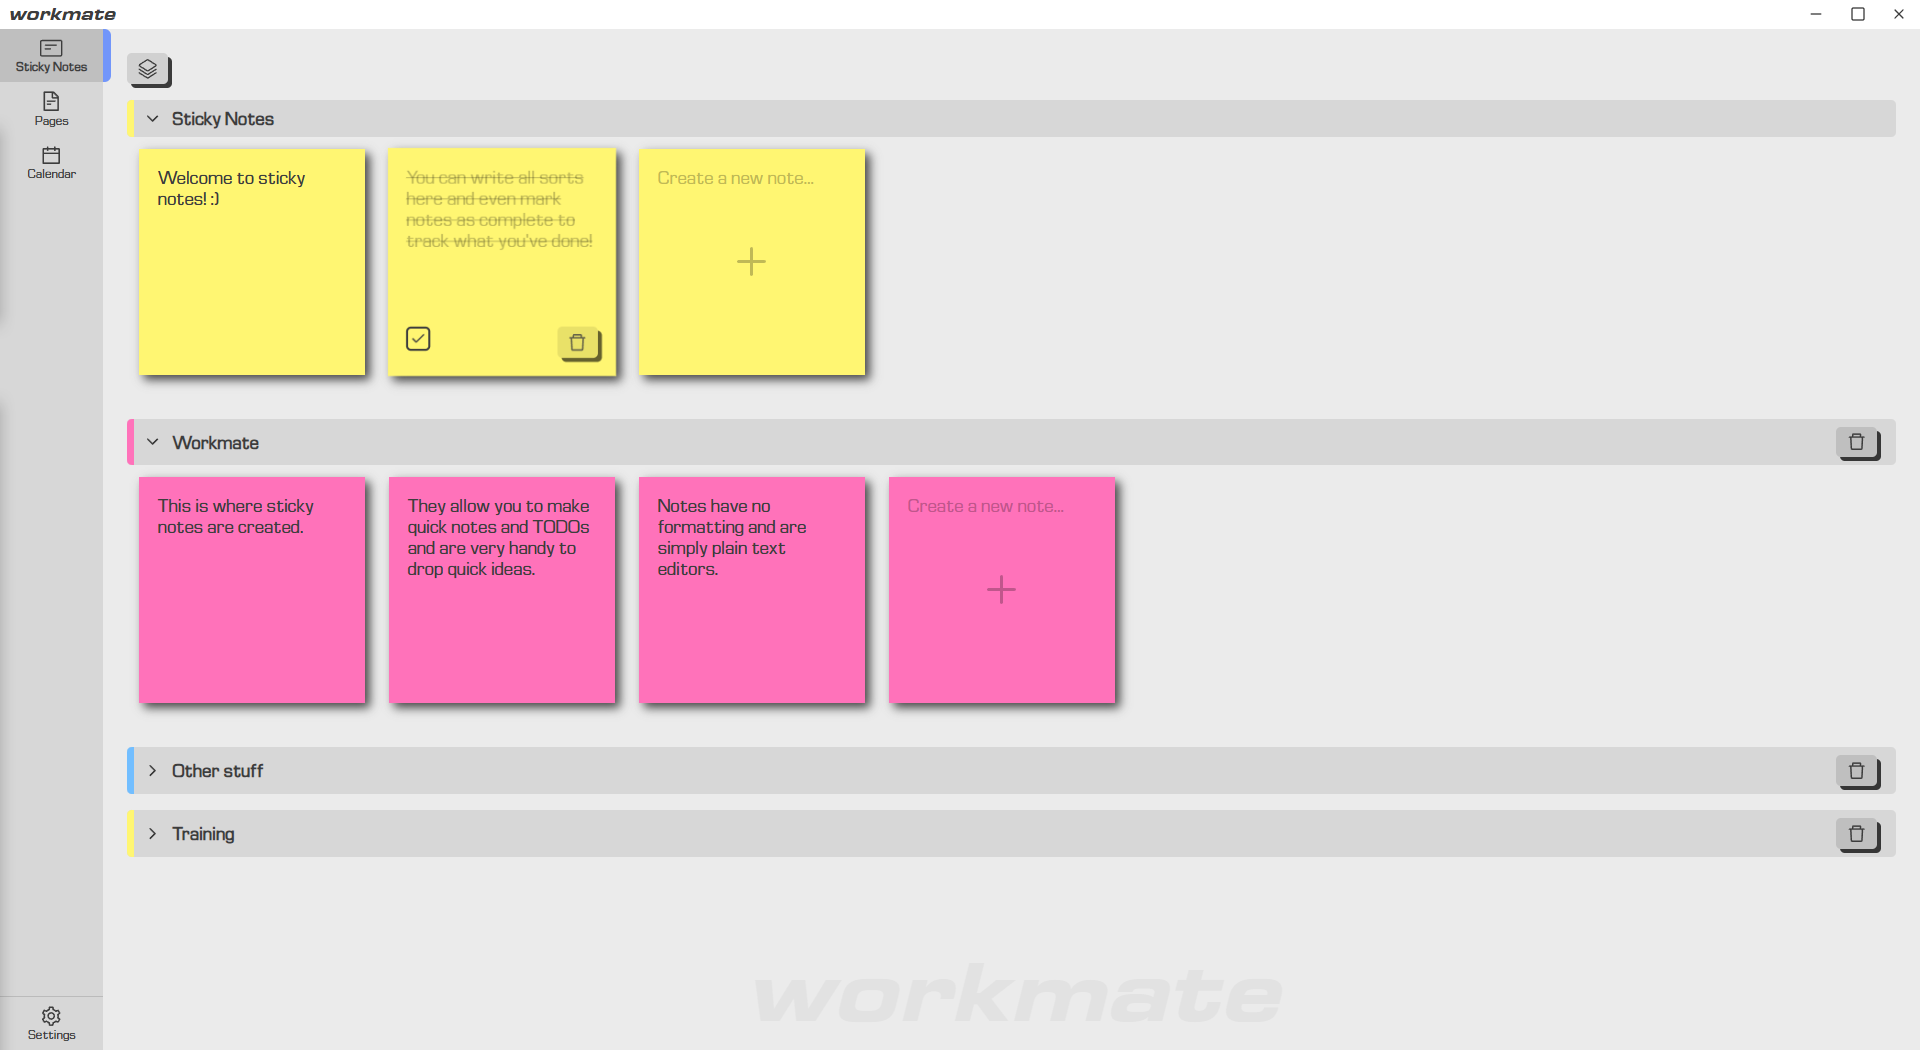 workmate
Sticky Notes
Pages
Calendar
Settings
Sticky Notes
Welcome to sticky
notes! :)
You can write all sorts
here and even mark
notes as complete to
track what you've done!
Create a new note...
Workmate
This is where sticky
notes are created.
They allow you to make
quick notes and TODOs
and are very handy to
drop quick ideas.
Notes have no
formatting and are
simply plain text
editors.
Create a new note...
Other stuff
Training
workmate